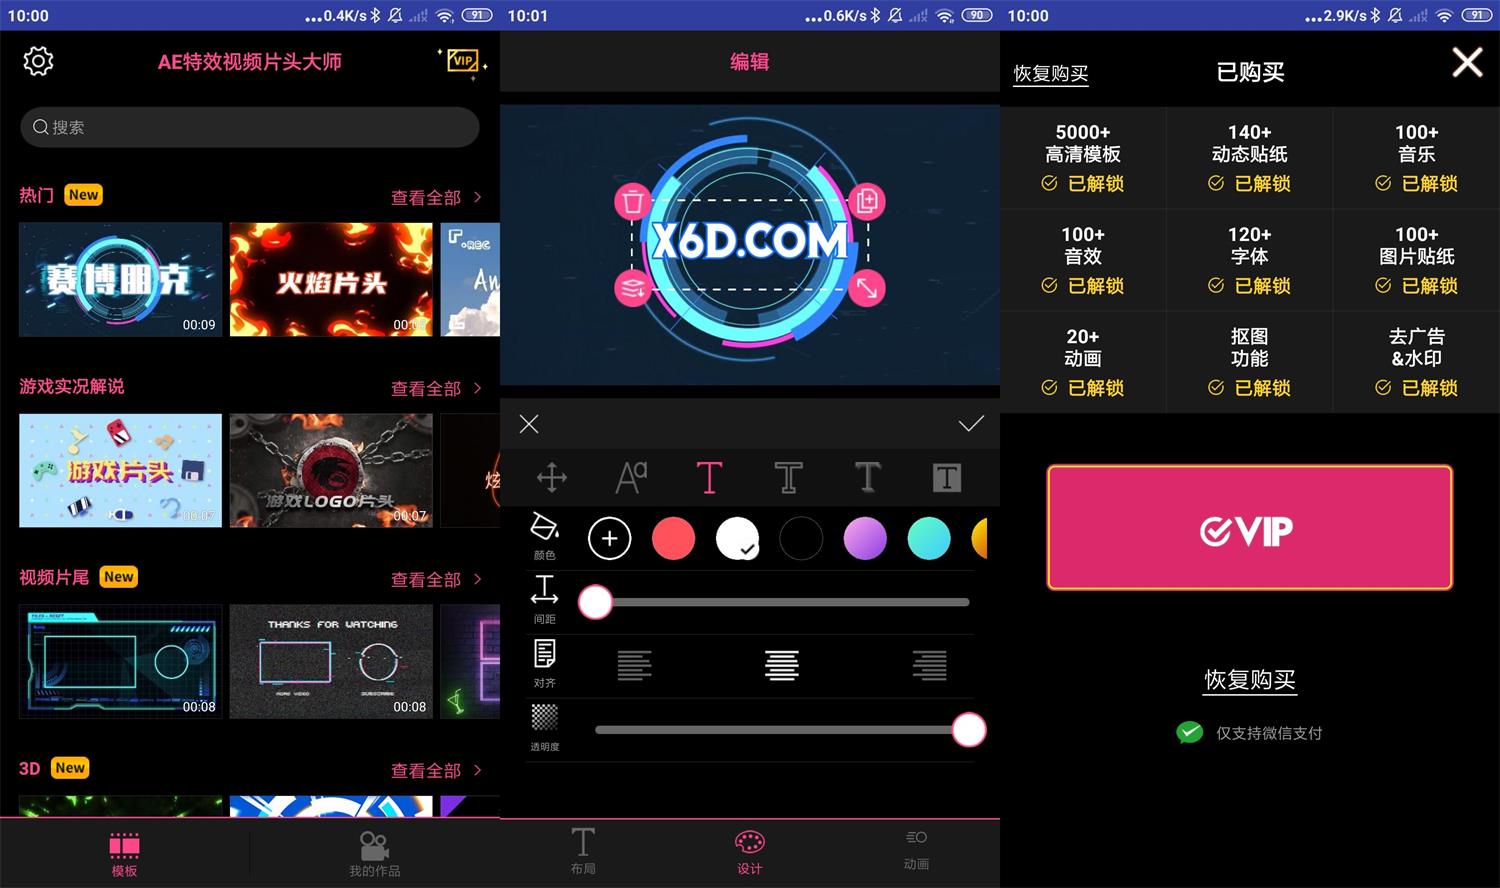 10:00
...0.4K/s
91
AE特效视频片头大师
VIP
搜索
热门
New
查看全部
赛博朋克
00:09
火焰片头
REC
游戏实况解说
查看全部
游戏片头
00:07
游戏LOGO片头
00:07
炫
视频片尾
New
查看全部
00:08
THANKS FOR WATCHING
MORE VIDEO
SUBSCRIBE
00:08
3D
New
查看全部
模板
我的作品
10:01
...0.6K/s
90
编辑
X6D.COM
颜色
间距
对齐
透明度
布局
设计
动画
10:00
...2.9K/s
91
恢复购买
已购买
5000+
高清模板
已解锁
140+
动态贴纸
已解锁
100+
音乐
已解锁
100+
音效
已解锁
120+
字体
已解锁
100+
图片贴纸
已解锁
20+
动画
已解锁
抠图
功能
已解锁
去广告
&水印
已解锁
VIP
恢复购买
仅支持微信支付